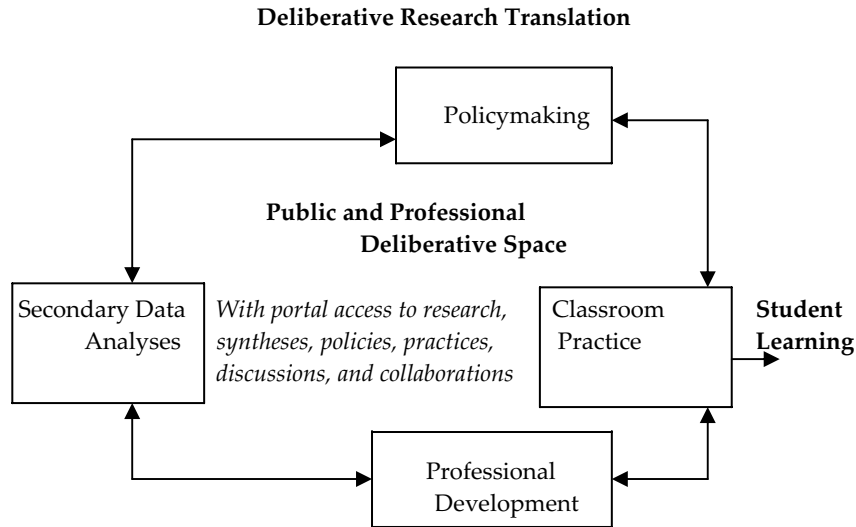 Deliberative Research Translation
Policymaking
Public and Professional
Deliberative Space
Secondary Data
Analyses
With portal access to research,
syntheses, policies, practices,
discussions, and collaborations
Classroom
Practice
Student
Learning
Professional
Development